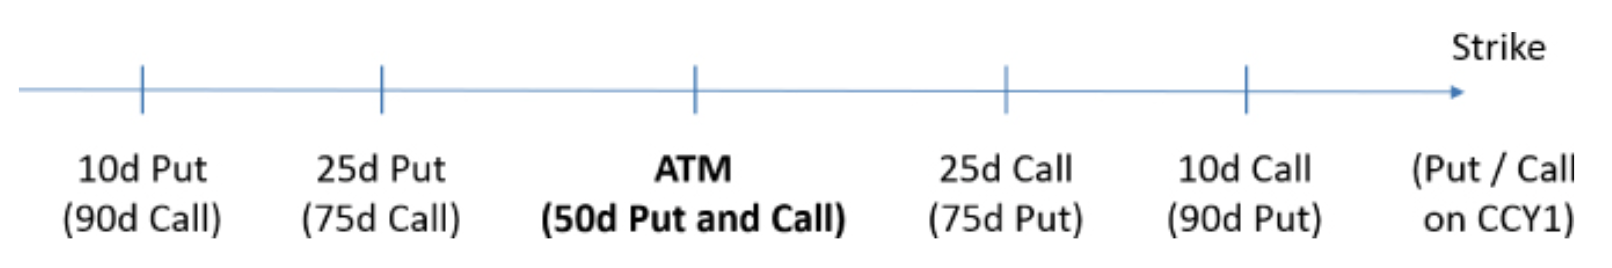 Strike
10d Put
(90d Call)
25d Put
(75d Call)
ATM
(50d Put and Call)
25d Call
(75d Put)
10d Call
(90d Put)
(Put / Call
on CCY1)